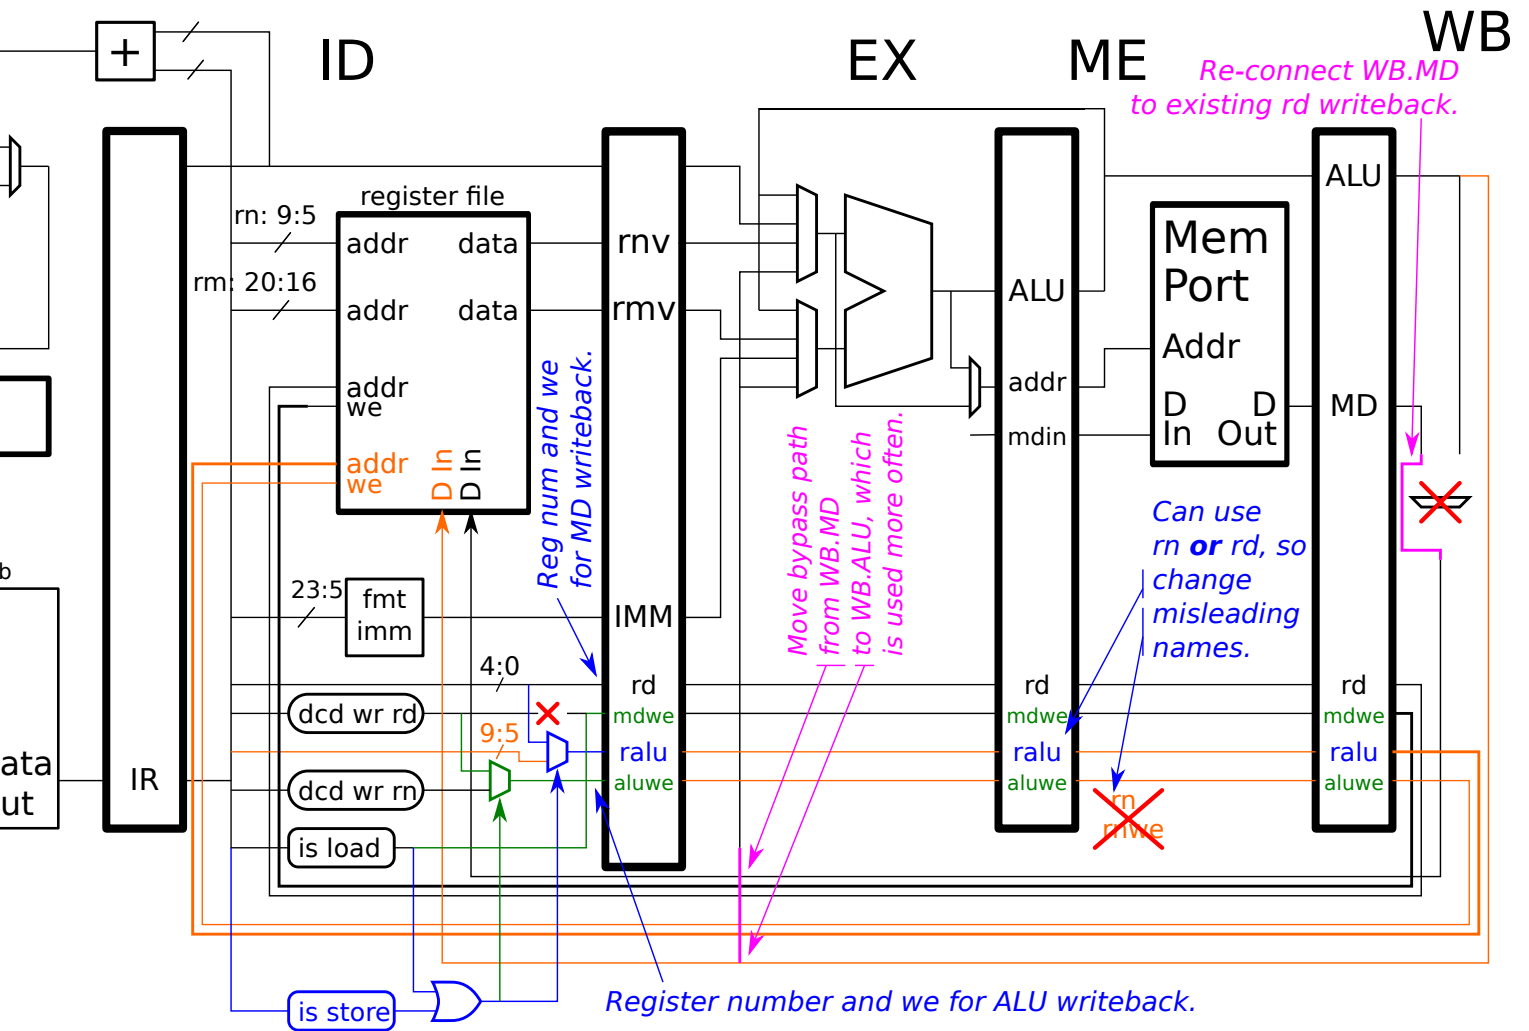 +
ID
EX
ME
WB
Re-connect WB.MD
to existing rd writeback.
register file
rn: 9:5
addr
data
rm: 20:16
addr
data
addr
we
addr
we
D In
D In
rnv
rmv
IMM
rd
mdwe
ralu
aluwe
Reg num and we
for MD writeback.
23:5
fmt
imm
4:0
dcd wr rd
9:5
dcd wr rn
is load
is store
b
ata
ut
IR
ALU
addr
mdin
rd
mdwe
ralu
aluwe
Move bypass path
from WB.MD
to WB.ALU, which
is used more often.
Mem
Port
Addr
D
In
D
Out
ALU
MD
rd
mdwe
ralu
aluwe
Can use
rn or rd, so
change
misleading
names.
rn
rnwe
Register number and we for ALU writeback.